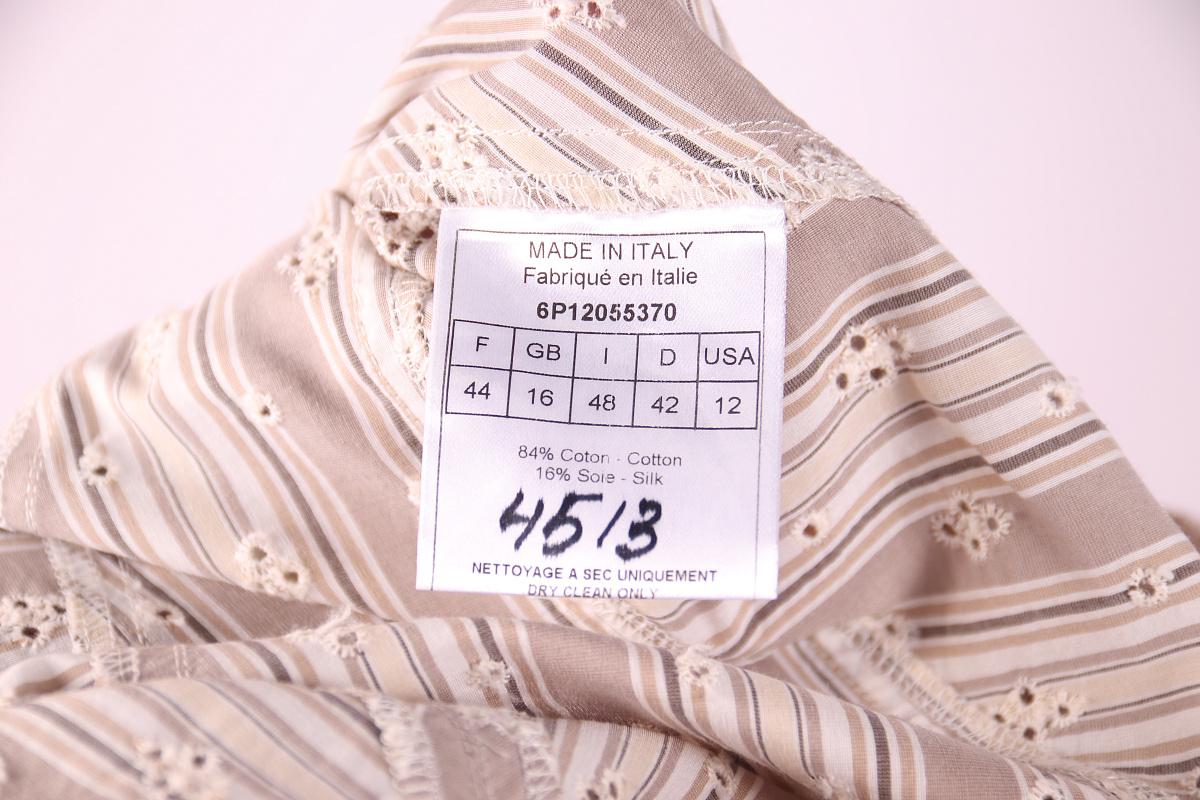 MADE IN ITALY
Fabriqué en Italie
6P12055370
F GB I D USA
44 16 48 42 12
84% Coton - Cotton
16% Soie - Silk
4513
NETTOYAGE A SEC UNIQUEMENT
DRY CLEAN ONLY